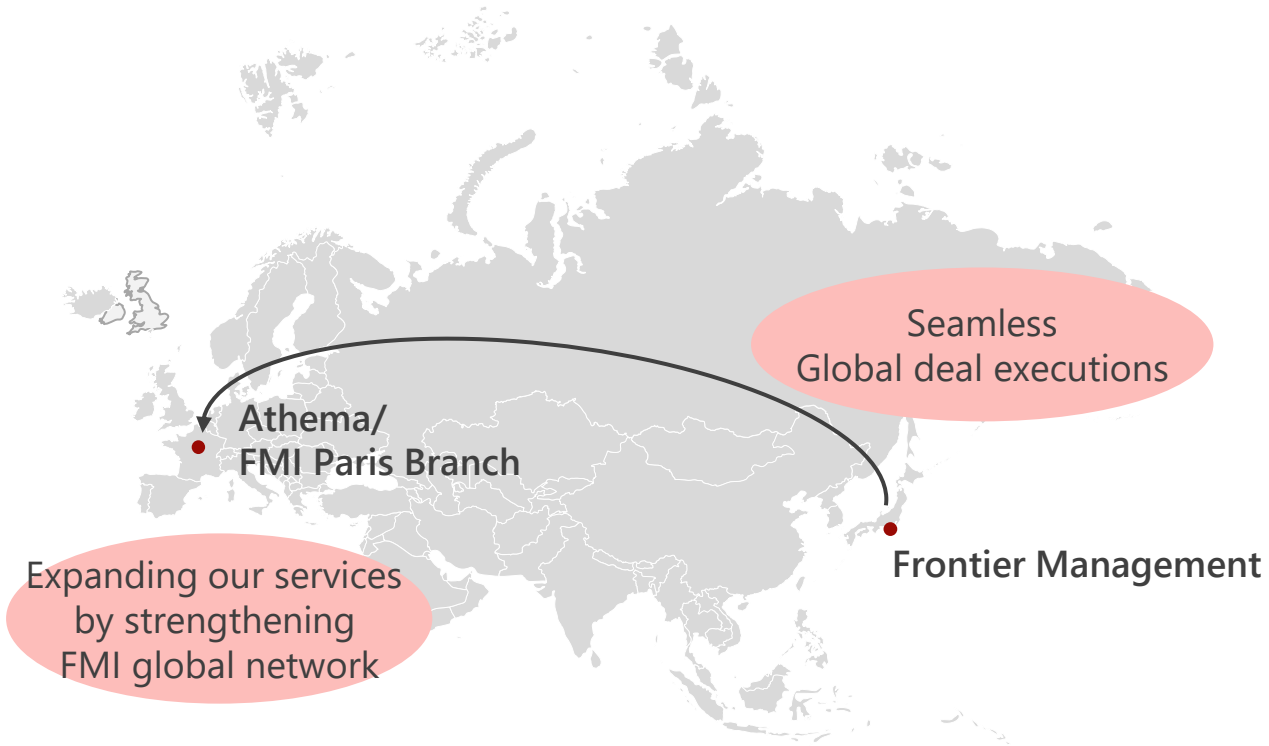 Seamless
Global deal executions
Athema/
FMI Paris Branch
Frontier Management
Expanding our services
by strengthening
FMI global network